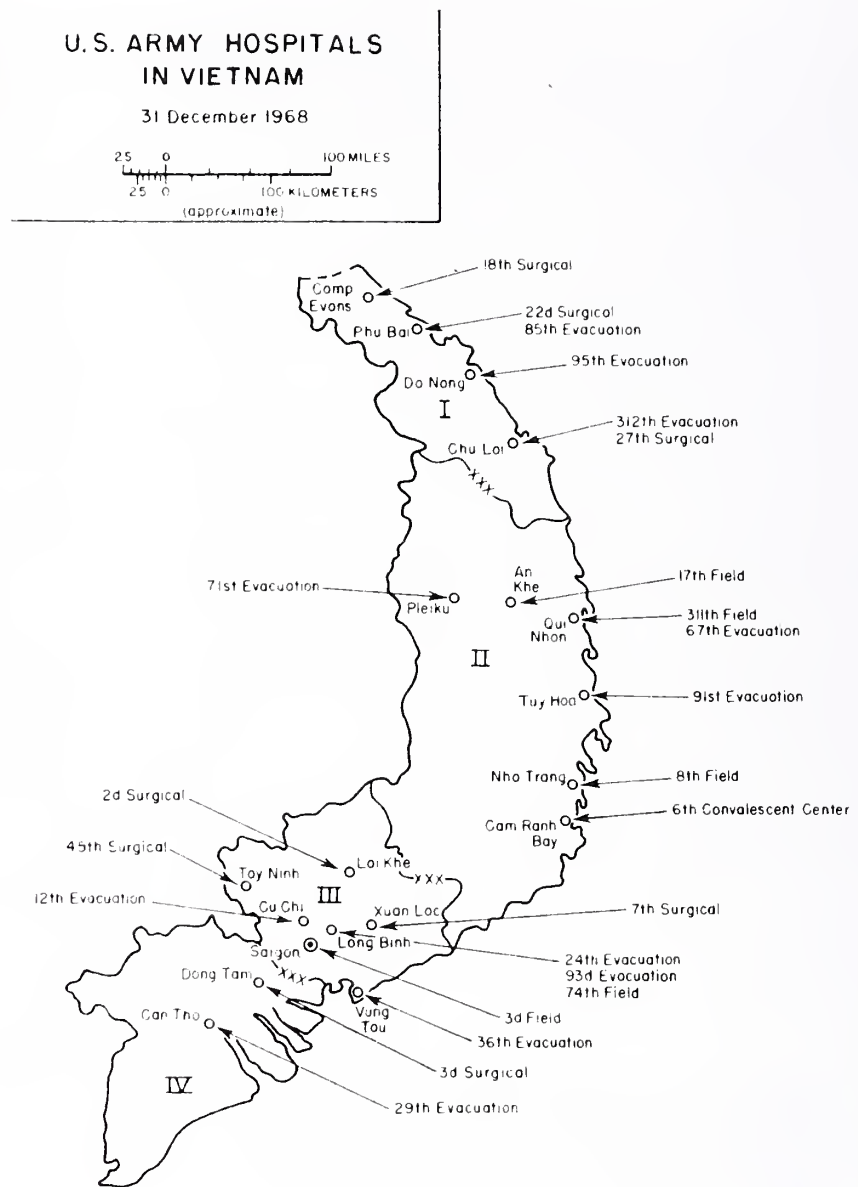 U.S. ARMY HOSPITALS
IN VIETNAM
31 December 1968
25 0 100 MILES
25 0 100 KILOMETERS
(approximate)
18th Surgical
Camp
Evans
22d Surgical
85th Evacuation
Phu Bai
95th Evacuation
Da Nang
I
312th Evacuation
27th Surgical
Chu Lai
XXX
71st Evacuation
Pleiku
An
Khe
17th Field
Qui
Nhon
311th Field
67th Evacuation
II
Tuy Hoa
91st Evacuation
Nha Trang
8th Field
2d Surgical
Cam Ranh
Bay
6th Convalescent Center
45th Surgical
Tay Ninh
Lai Khe
XXX
III
12th Evacuation
Cu Chi
Xuan Loc
7th Surgical
Long Binh
24th Evacuation
93d Evacuation
74th Field
Saigon
Dong Tam
XXX
3d Field
Vung
Tau
36th Evacuation
Can Tho
3d Surgical
IV
29th Evacuation